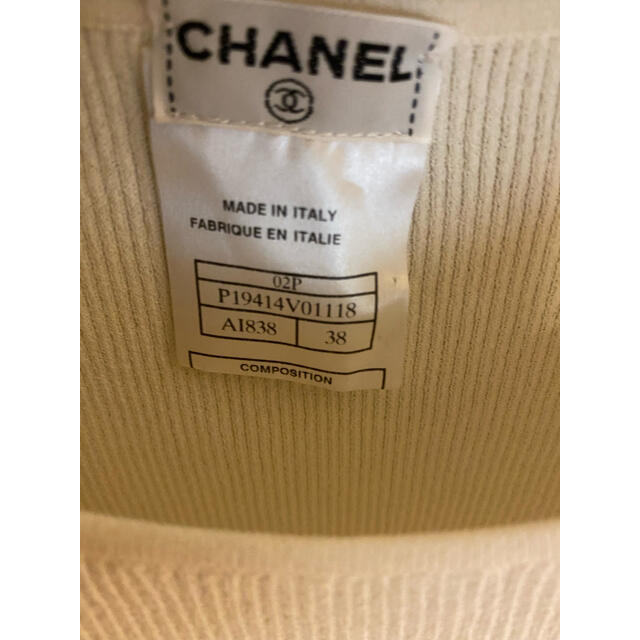 CHANEL
MADE IN ITALY
FABRIQUE EN ITALIE
02P
P19414V01118
AI838 38
COMPOSITION